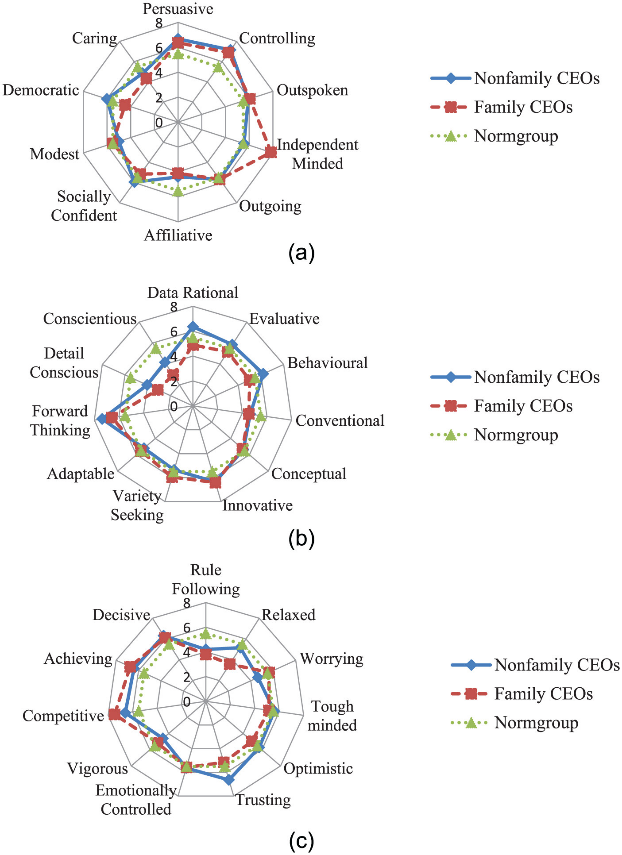 Persuasive
8
Caring
Controlling
6
4
Democratic
Outspoken
2
0
Nonfamily CEOs
Family CEOs
Normgroup
Modest
Independent
Minded
Socially
Confident
Outgoing
Affiliative
(a)
Data Rational
8
Conscientious
Evaluative
6
Detail
Conscious
4
Behavioural
2
Forward
Thinking
0
Conventional
Nonfamily CEOs
Family CEOs
Normgroup
Adaptable
Conceptual
Variety
Seeking
Innovative
(b)
Rule
Following
8
Decisive
Relaxed
6
Achieving
4
Worrying
2
Competitive
0
Tough
minded
Nonfamily CEOs
Family CEOs
Normgroup
Vigorous
Optimistic
Emotionally
Controlled
Trusting
(c)